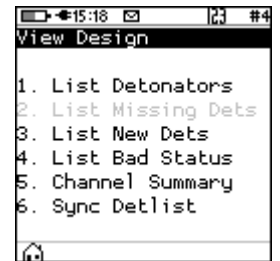 15:18 123 #4
View Design
1. List Detonators
2. List Missing Dets
3. List New Dets
4. List Bad Status
5. Channel Summary
6. Sync Detlist